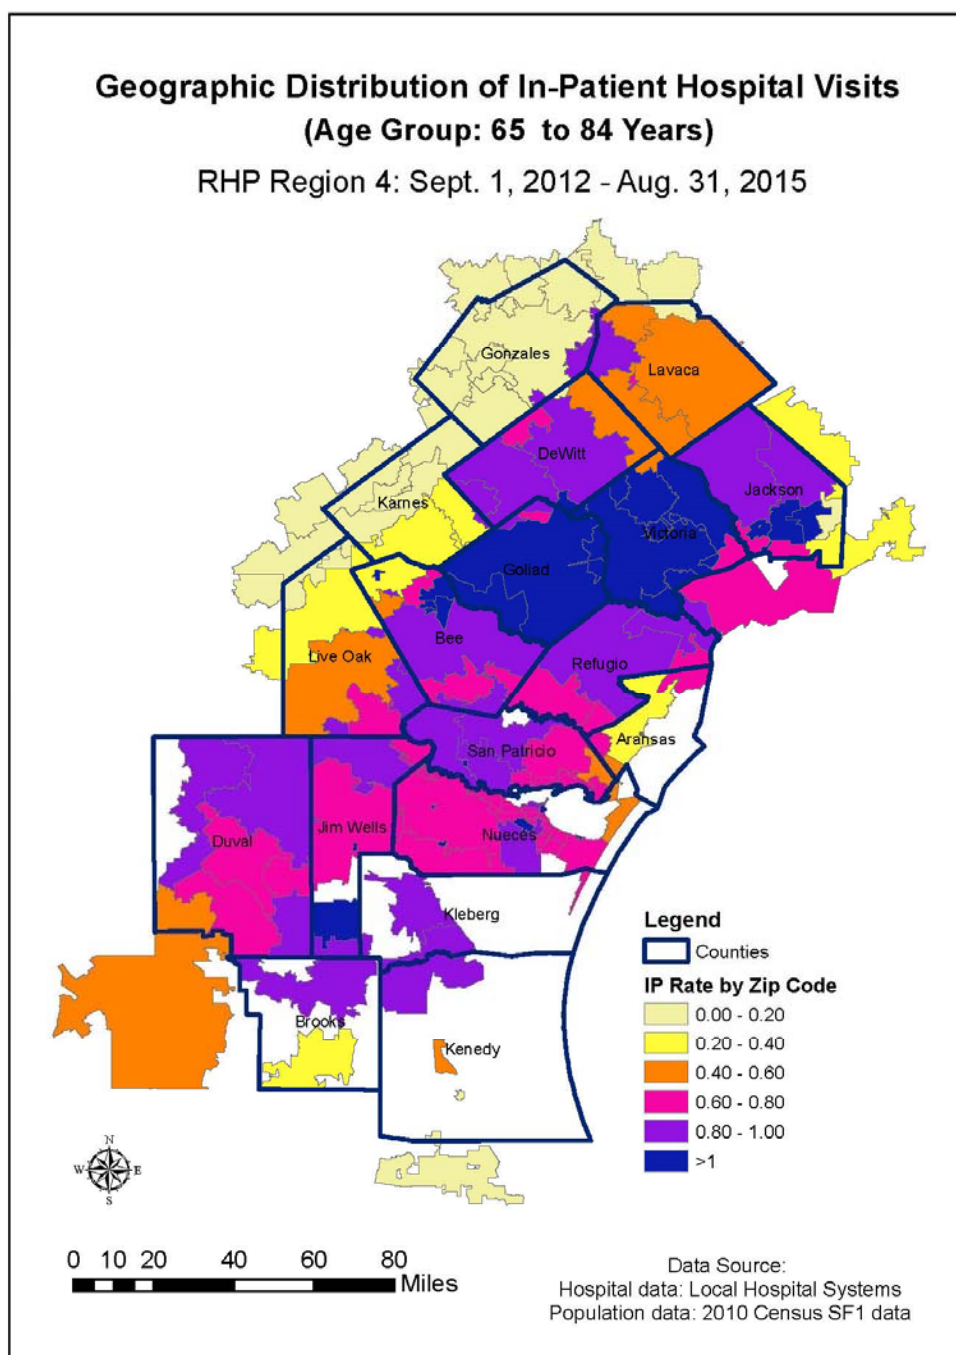 Geographic Distribution of In-Patient Hospital Visits
(Age Group: 65 to 84 Years)
RHP Region 4: Sept. 1, 2012 - Aug. 31, 2015
Gonzales
Lavaca
DeWitt
Jackson
Karnes
Victoria
Goliad
Bee
Live Oak
Refugio
Aransas
San Patricio
Jim Wells
Nueces
Duval
Kleberg
Brooks
Kenedy
Legend
Counties
IP Rate by Zip Code
0.00 - 0.20
0.20 - 0.40
0.40 - 0.60
0.60 - 0.80
0.80 - 1.00
>1
N
W E
S
0 10 20 40 60 80
Miles
Data Source:
Hospital data: Local Hospital Systems
Population data: 2010 Census SF1 data